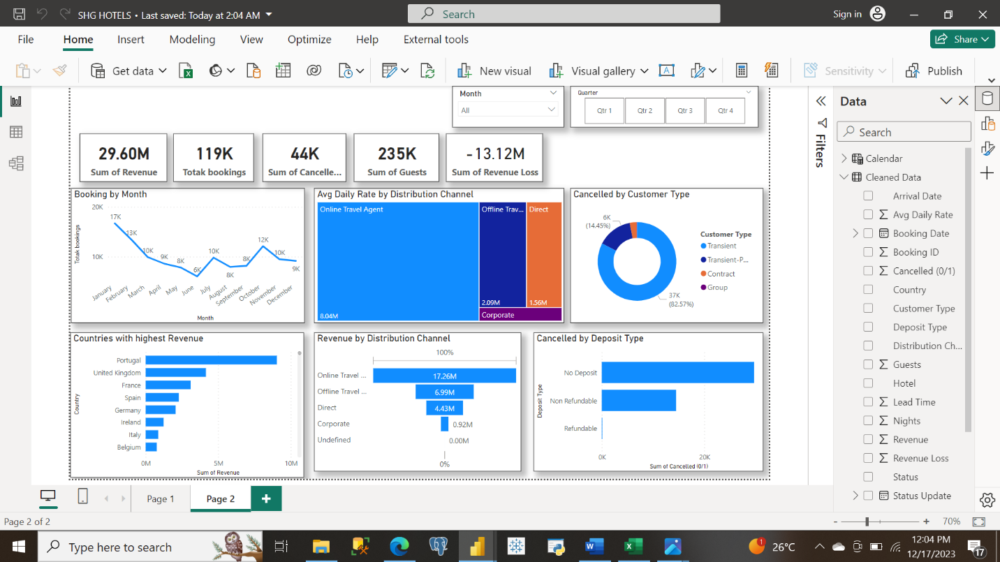 SHG HOTELS • Last saved: Today at 2:04 AM
Search
Sign in
File Home Insert Modeling View Optimize Help External tools
Share
Get data
New visual
Visual gallery
Sensitivity
Publish
Month
All
Quarter
Qtr 1 Qtr 2 Qtr 3 Qtr 4
29.60M
Sum of Revenue
119K
Totak bookings
44K
Sum of Cancelle...
235K
Sum of Guests
-13.12M
Sum of Revenue Loss
Booking by Month
Totak bookings
20K
10K
17K
13K
10K
9K
8K
6K
10K
8K
8K
12K
10K
9K
January
February
March
April
May
June
July
August
September
October
November
December
Month
Avg Daily Rate by Distribution Channel
Online Travel Agent
8.04M
Offline Trav...
2.09M
Direct
1.56M
Corporate
Cancelled by Customer Type
6K
(14.45%)
37K
(82.57%)
Customer Type
Transient
Transient-P...
Contract
Group
Countries with highest Revenue
Country
Portugal
United Kingdom
France
Spain
Germany
Ireland
Italy
Belgium
0M 5M 10M
Sum of Revenue
Revenue by Distribution Channel
100%
Online Travel ... 17.26M
Offline Travel ... 6.99M
Direct 4.43M
Corporate 0.92M
Undefined 0.00M
0%
Cancelled by Deposit Type
Deposit Type
No Deposit
Non Refundable
Refundable
0K 20K
Sum of Cancelled (0/1)
Filters
Data
Search
Calendar
Cleaned Data
Arrival Date
Avg Daily Rate
Booking Date
Booking ID
Cancelled (0/1)
Country
Customer Type
Deposit Type
Distribution Ch...
Guests
Hotel
Lead Time
Nights
Revenue
Revenue Loss
Status
Status Update
Page 1
Page 2
Page 2 of 2
- + 70%
Type here to search
1
26°C
12:04 PM
12/17/2023
17